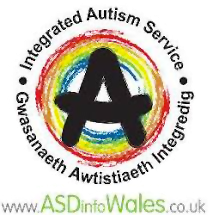 Integrated Autism Service
A
Gwasanaeth Awtistiaeth Integredig
www.ASDinfoWales.co.uk